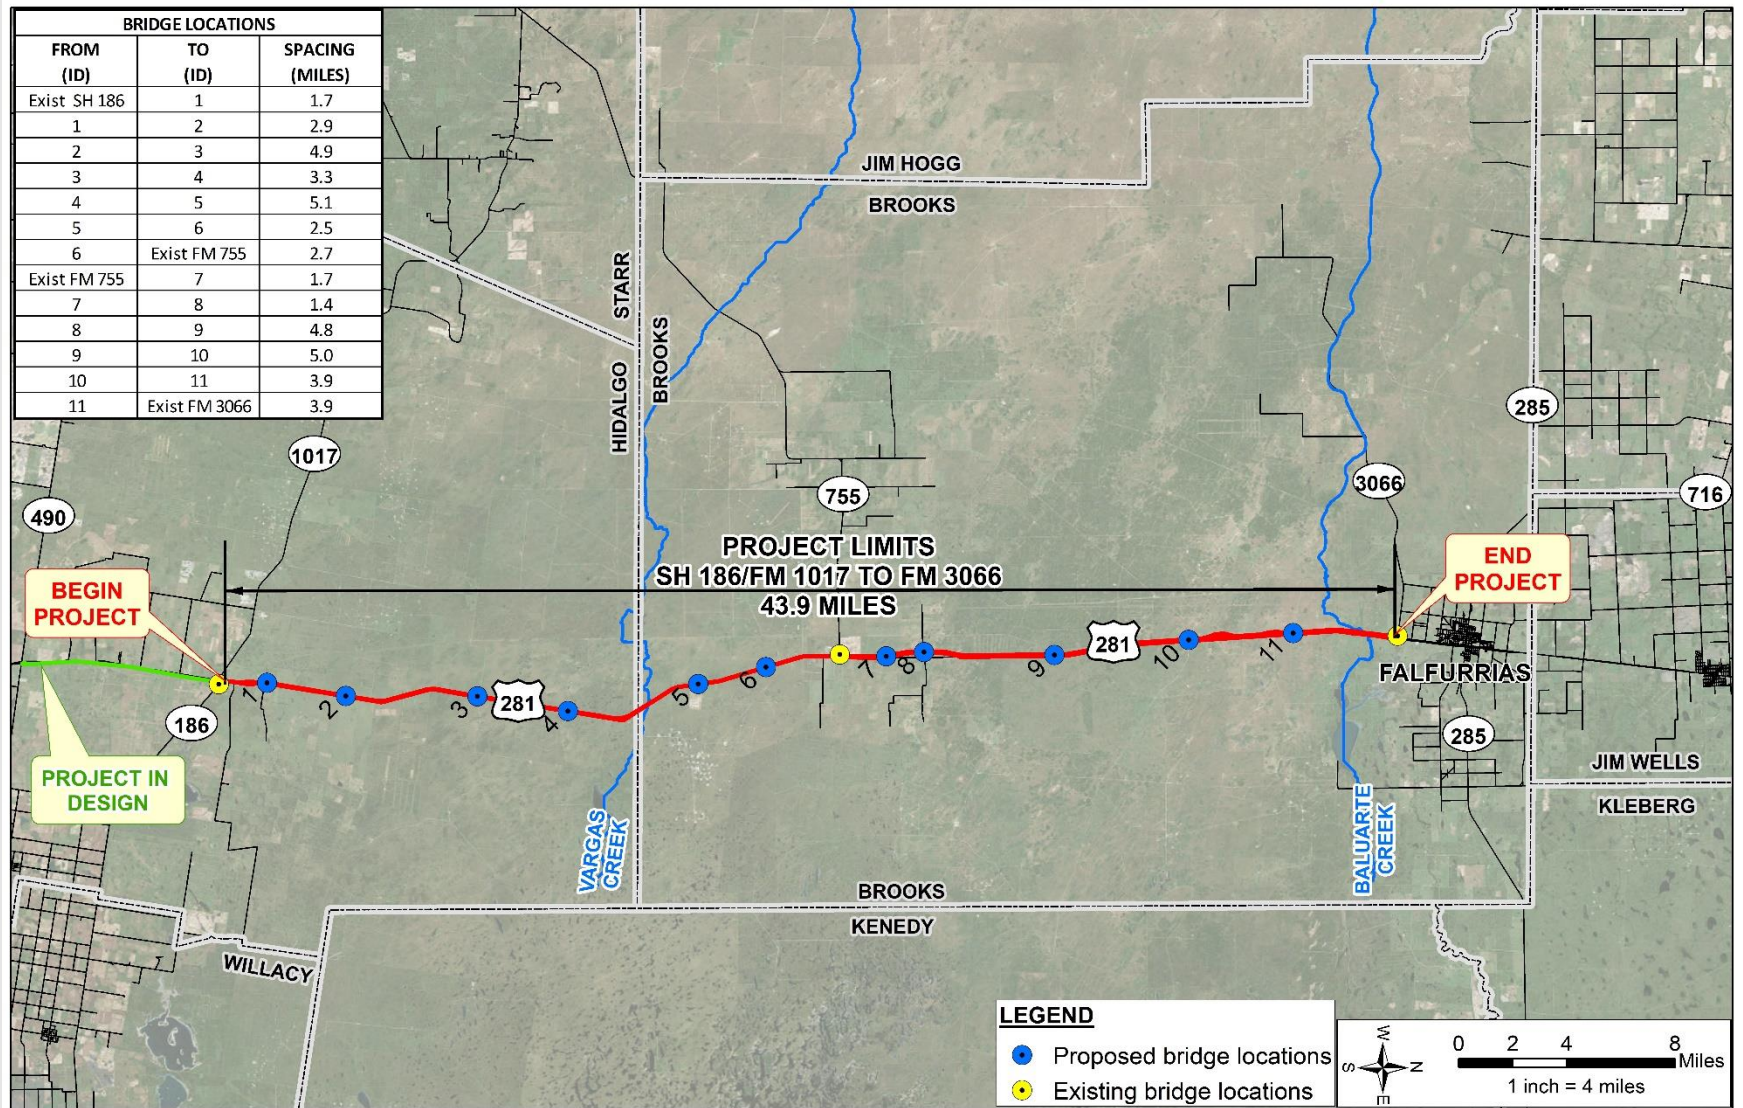 BRIDGE LOCATIONS
FROM (ID) TO (ID) SPACING (MILES)
Exist SH 186 1 1.7
1 2 2.9
2 3 4.9
3 4 3.3
4 5 5.1
5 6 2.5
6 Exist FM 755 2.7
Exist FM 755 7 1.7
7 8 1.4
8 9 4.8
9 10 5.0
10 11 3.9
11 Exist FM 3066 3.9
JIM HOGG
BROOKS
STARR
HIDALGO
BROOKS
285
1017
490
755
3066
716
PROJECT LIMITS
SH 186/FM 1017 TO FM 3066
43.9 MILES
BEGIN
PROJECT
END
PROJECT
1
2
3
281
4
5
6
7
8
9
281
10
11
FALFURRIAS
186
285
PROJECT IN
DESIGN
JIM WELLS
KLEBERG
VARGAS
CREEK
BALUARTE
CREEK
BROOKS
KENEDY
WILLACY
LEGEND
Proposed bridge locations
Existing bridge locations
W
S N
E
0 2 4 8
Miles
1 inch = 4 miles